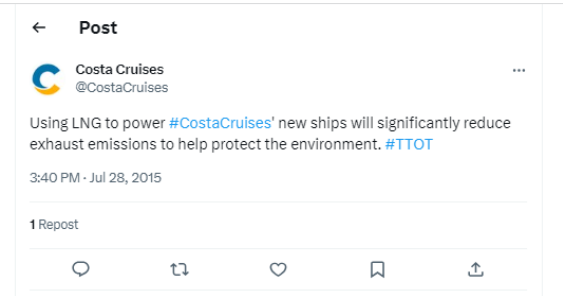 Post
Costa Cruises
@CostaCruises
Using LNG to power #CostaCruises' new ships will significantly reduce
exhaust emissions to help protect the environment. #TTOT
3:40 PM · Jul 28, 2015
1 Repost